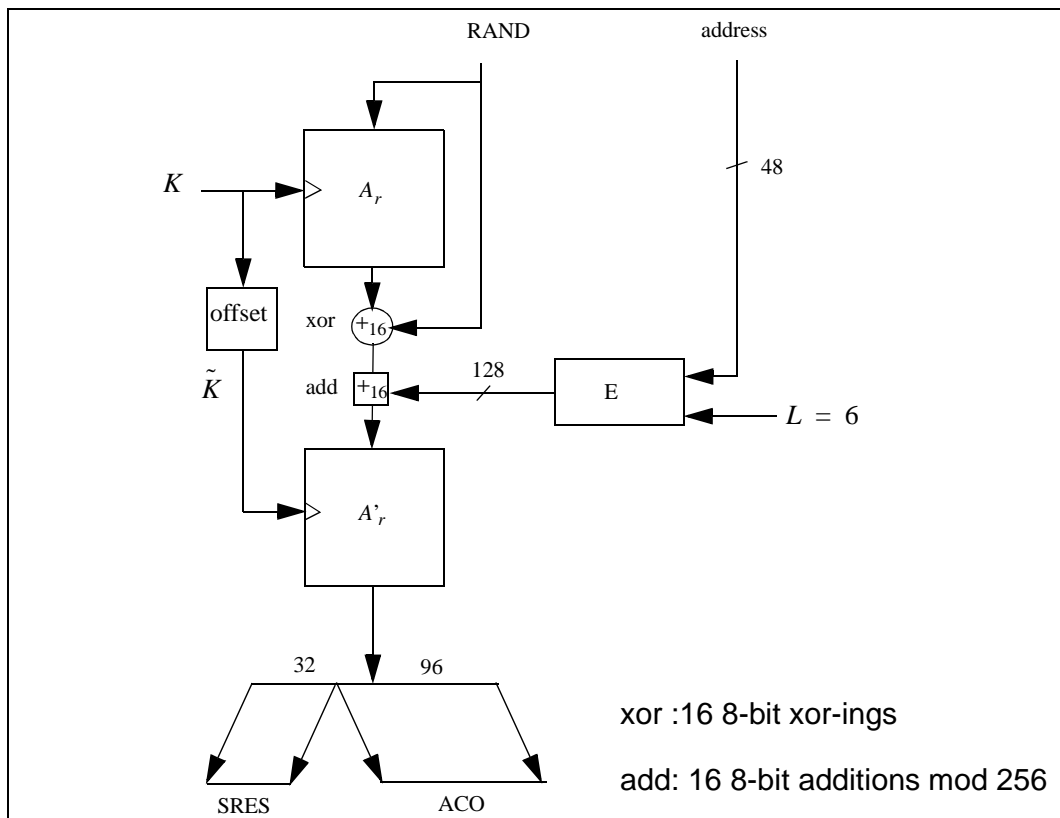 RAND address
48
K
A_r
offset
xor +16
K̃
add +16
128
E
L = 6
A'_r
32 96
xor :16 8-bit xor-ings
add: 16 8-bit additions mod 256
SRES ACO